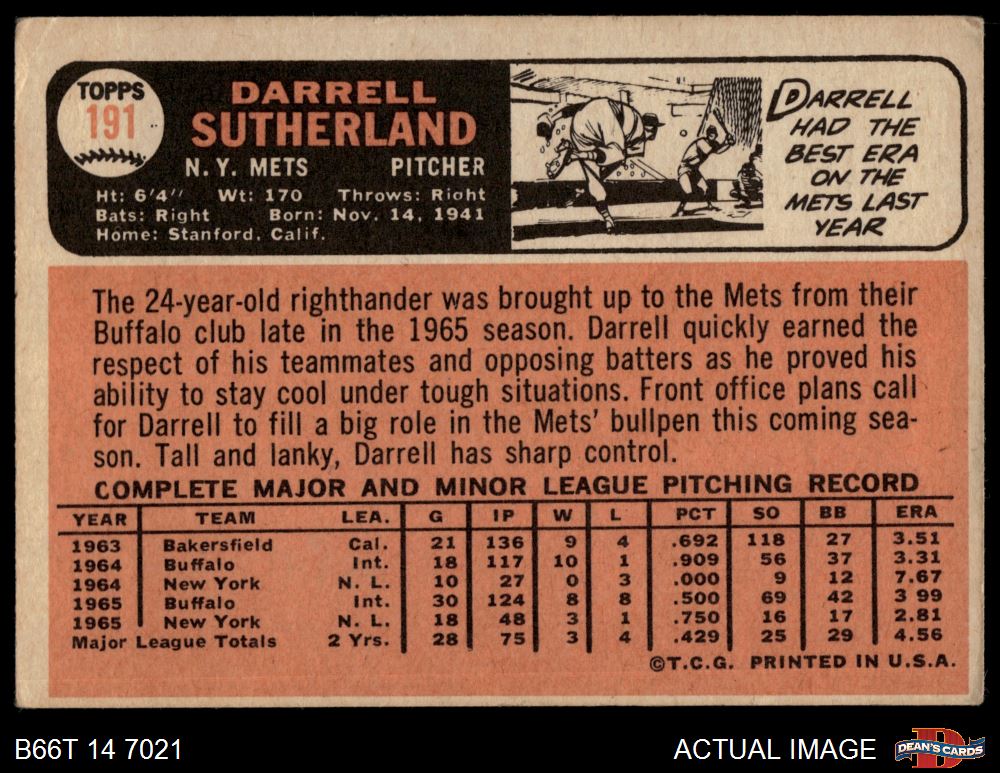 TOPPS
191
DARRELL
SUTHERLAND
N. Y. METS PITCHER
Ht: 6'4" Wt: 170 Throws: Right
Bats: Right Born: Nov. 14, 1941
Home: Stanford, Calif.
DARRELL
HAD THE
BEST ERA
ON THE
METS LAST
YEAR
The 24-year-old righthander was brought up to the Mets from their
Buffalo club late in the 1965 season. Darrell quickly earned the
respect of his teammates and opposing batters as he proved his
ability to stay cool under tough situations. Front office plans call
for Darrell to fill a big role in the Mets' bullpen this coming sea-
son. Tall and lanky, Darrell has sharp control.
COMPLETE MAJOR AND MINOR LEAGUE PITCHING RECORD
YEAR TEAM LEA. G IP W L PCT SO BB ERA
1963 Bakersfield Cal. 21 136 9 4 .692 118 27 3.51
1964 Buffalo Int. 18 117 10 1 .909 56 37 3.31
1964 New York N. L. 10 27 0 3 .000 9 12 7.67
1965 Buffalo Int. 30 124 8 8 .500 69 42 3 99
1965 New York N. L. 18 48 3 1 .750 16 17 2.81
Major League Totals 2 Yrs. 28 75 3 4 .429 25 29 4.56
©T.C.G. PRINTED IN U.S.A.
B66T 14 7021 ACTUAL IMAGE DEAN'S CARDS